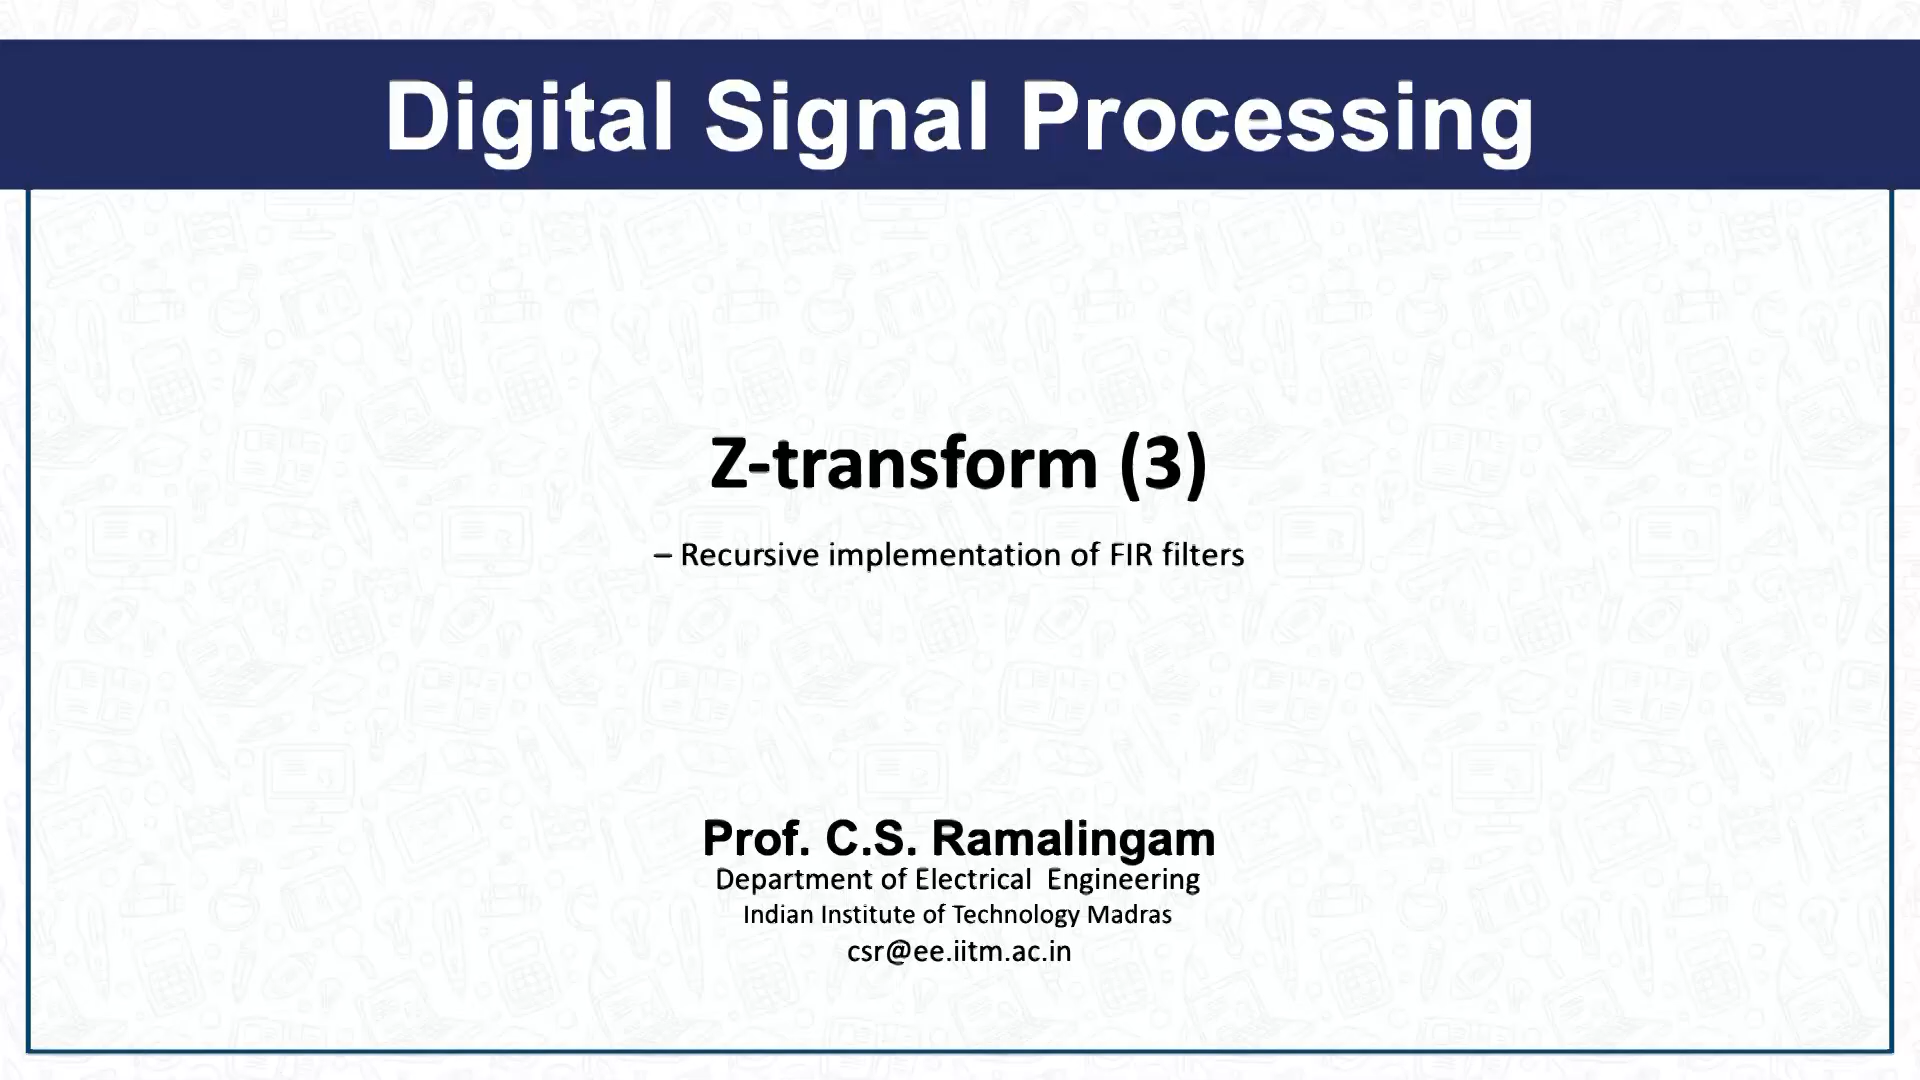 Digital Signal Processing
Z-transform (3)
– Recursive implementation of FIR filters
Prof. C.S. Ramalingam
Department of Electrical Engineering
Indian Institute of Technology Madras
csr@ee.iitm.ac.in